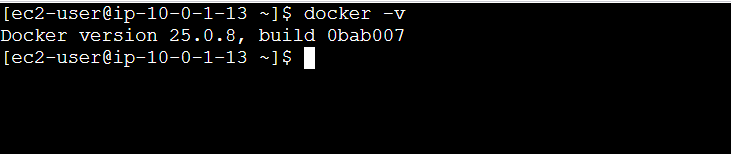 [ec2-user@ip-10-0-1-13 ~]$ docker -v
Docker version 25.0.8, build 0bab007
[ec2-user@ip-10-0-1-13 ~]$